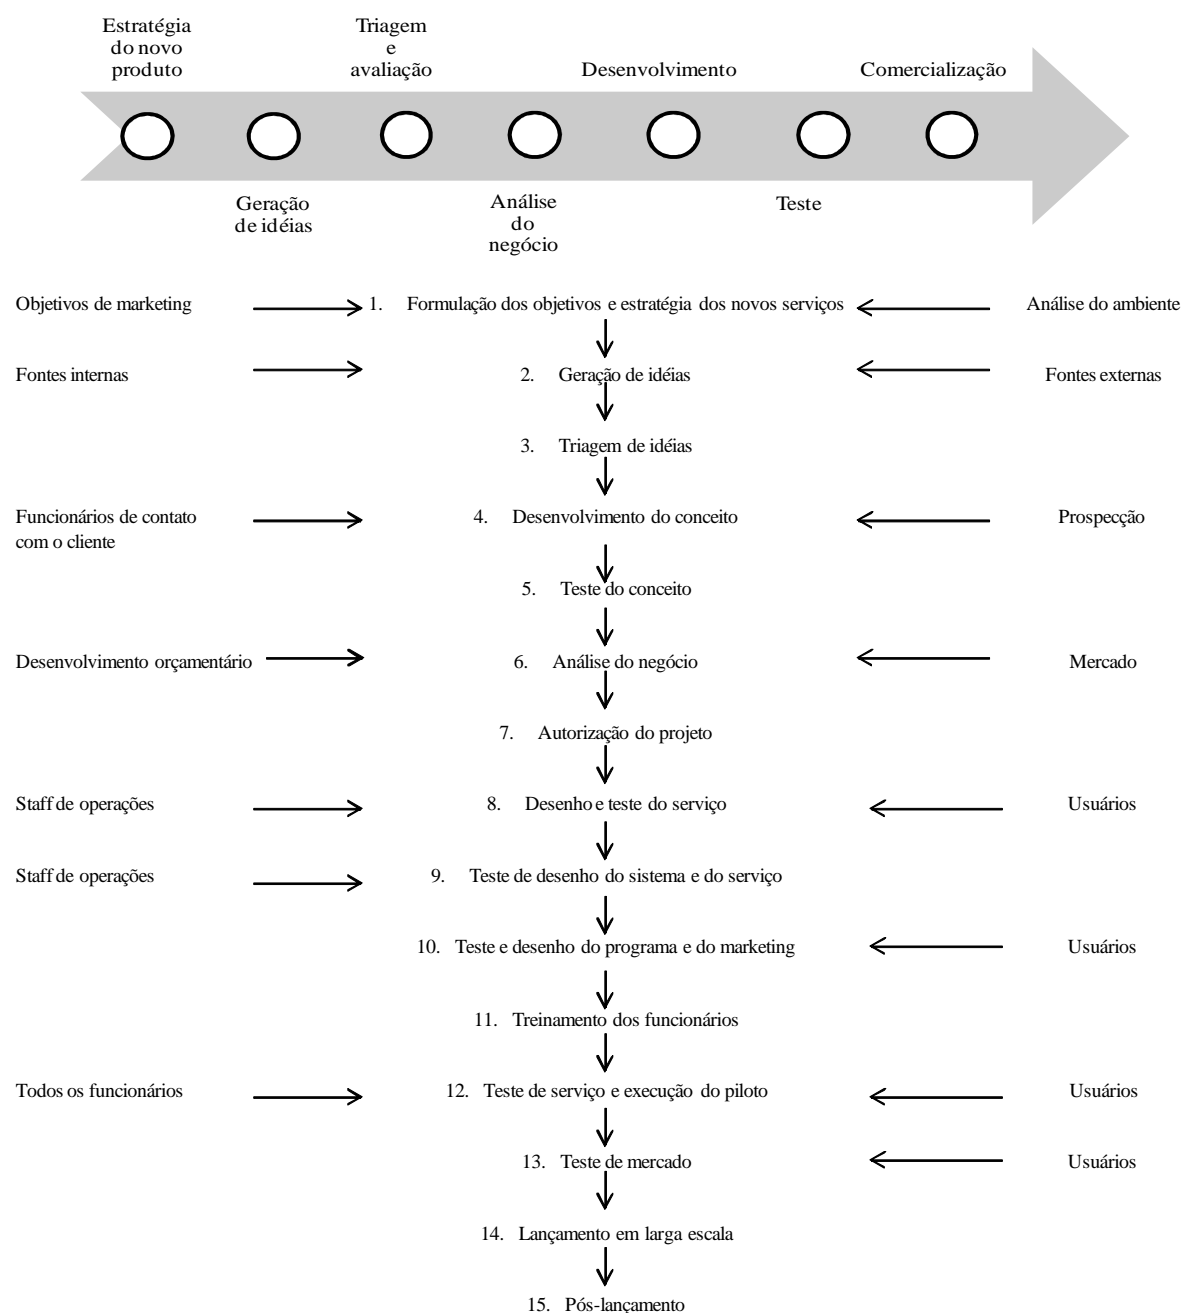 Estratégia
do novo
produto
Triagem
e
avaliação
Desenvolvimento
Comercialização
Geração
de idéias
Análise
do
negócio
Teste
Objetivos de marketing
1. Formulação dos objetivos e estratégia dos novos serviços
Análise do ambiente
Fontes internas
2. Geração de idéias
Fontes externas
3. Triagem de idéias
Funcionários de contato
com o cliente
4. Desenvolvimento do conceito
Prospecção
5. Teste do conceito
Desenvolvimento orçamentário
6. Análise do negócio
Mercado
7. Autorização do projeto
Staff de operações
8. Desenho e teste do serviço
Usuários
Staff de operações
9. Teste de desenho do sistema e do serviço
10. Teste e desenho do programa e do marketing
Usuários
11. Treinamento dos funcionários
Todos os funcionários
12. Teste de serviço e execução do piloto
Usuários
13. Teste de mercado
Usuários
14. Lançamento em larga escala
15. Pós-lançamento